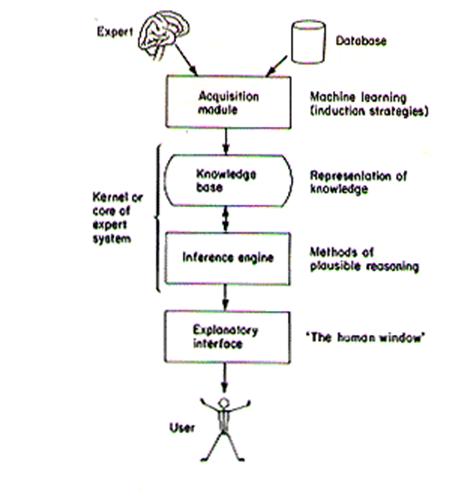 Expert
Database
Acquisition
module
Machine learning
(induction strategies)
Kernel or
core of
expert
system
Knowledge
base
Representation of
knowledge
Inference engine
Methods of
plausible reasoning
Explanatory
interface
'The human window'
User